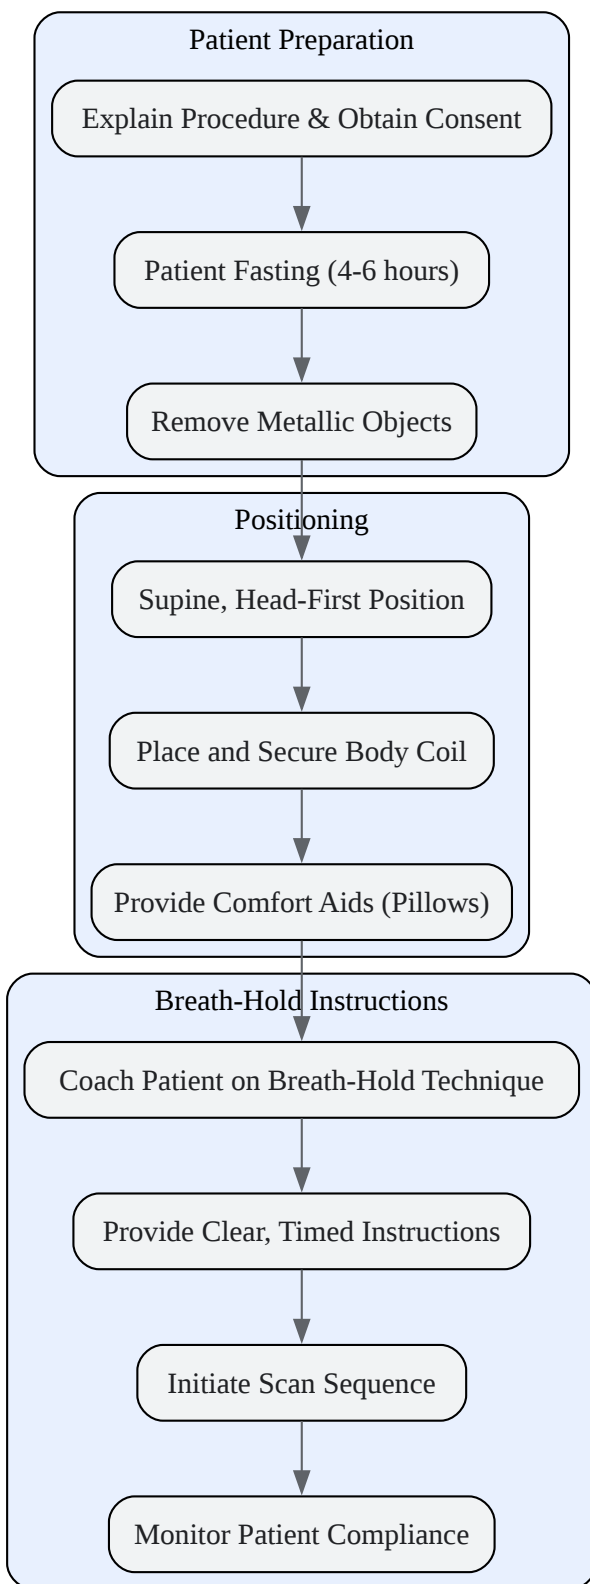 Patient Preparation
Explain Procedure & Obtain Consent
Patient Fasting (4-6 hours)
Remove Metallic Objects
Positioning
Supine, Head-First Position
Place and Secure Body Coil
Provide Comfort Aids (Pillows)
Breath-Hold Instructions
Coach Patient on Breath-Hold Technique
Provide Clear, Timed Instructions
Initiate Scan Sequence
Monitor Patient Compliance